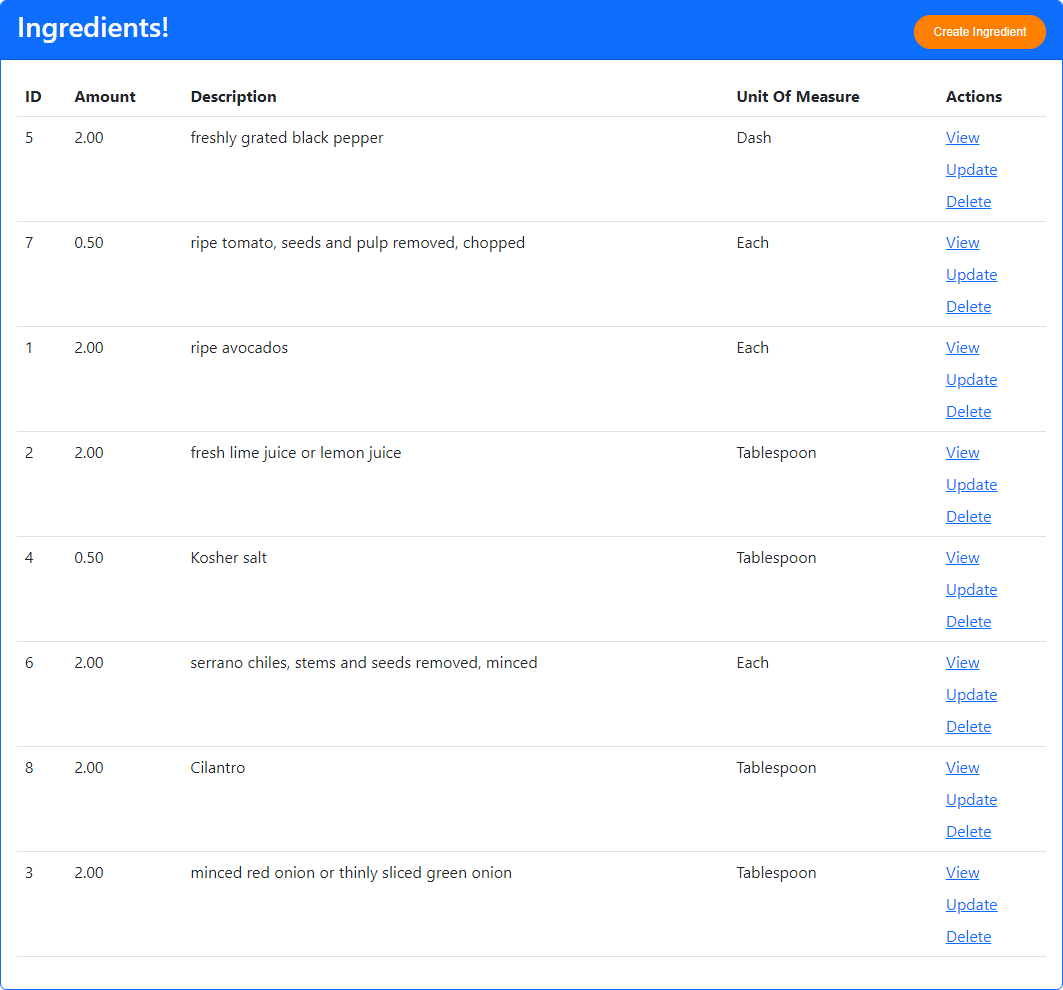 Ingredients!
Create Ingredient
ID Amount Description Unit Of Measure Actions
5 2.00 freshly grated black pepper Dash View
Update
Delete
7 0.50 ripe tomato, seeds and pulp removed, chopped Each View
Update
Delete
1 2.00 ripe avocados Each View
Update
Delete
2 2.00 fresh lime juice or lemon juice Tablespoon View
Update
Delete
4 0.50 Kosher salt Tablespoon View
Update
Delete
6 2.00 serrano chiles, stems and seeds removed, minced Each View
Update
Delete
8 2.00 Cilantro Tablespoon View
Update
Delete
3 2.00 minced red onion or thinly sliced green onion Tablespoon View
Update
Delete